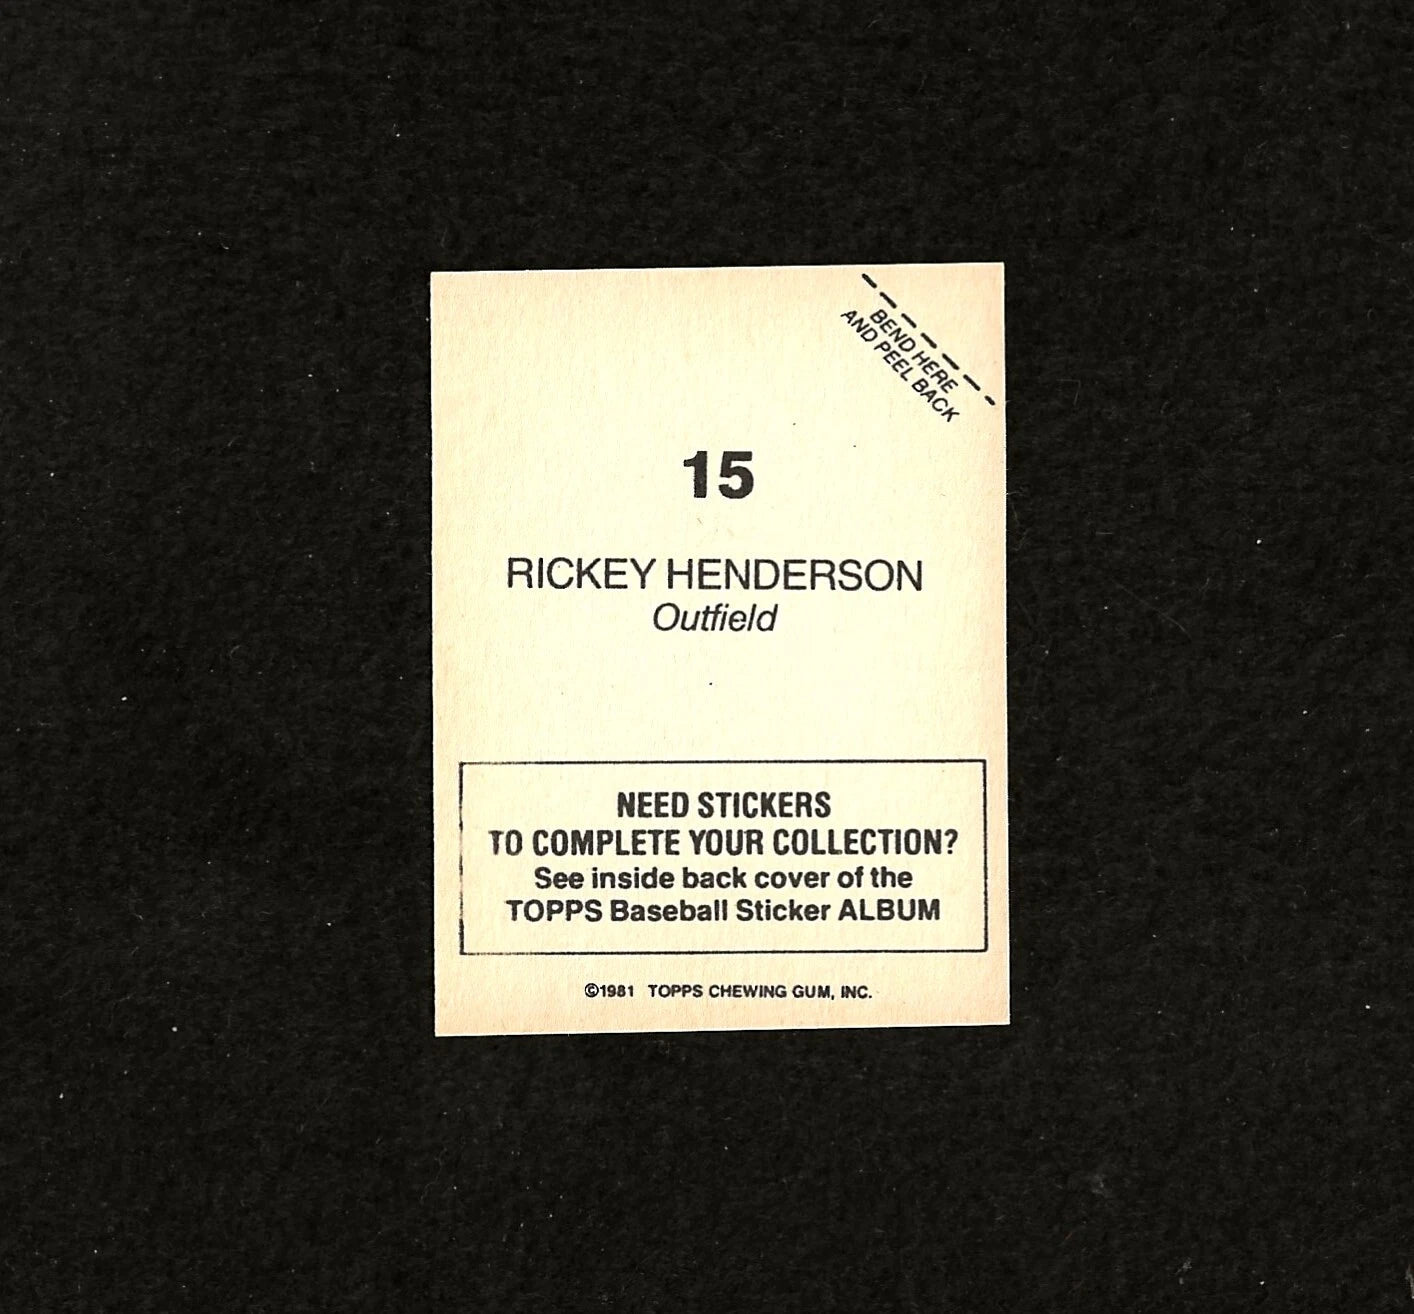 BEND HERE
AND PEEL BACK
15
RICKEY HENDERSON
Outfield
NEED STICKERS
TO COMPLETE YOUR COLLECTION?
See inside back cover of the
TOPPS Baseball Sticker ALBUM
©1981 TOPPS CHEWING GUM, INC.